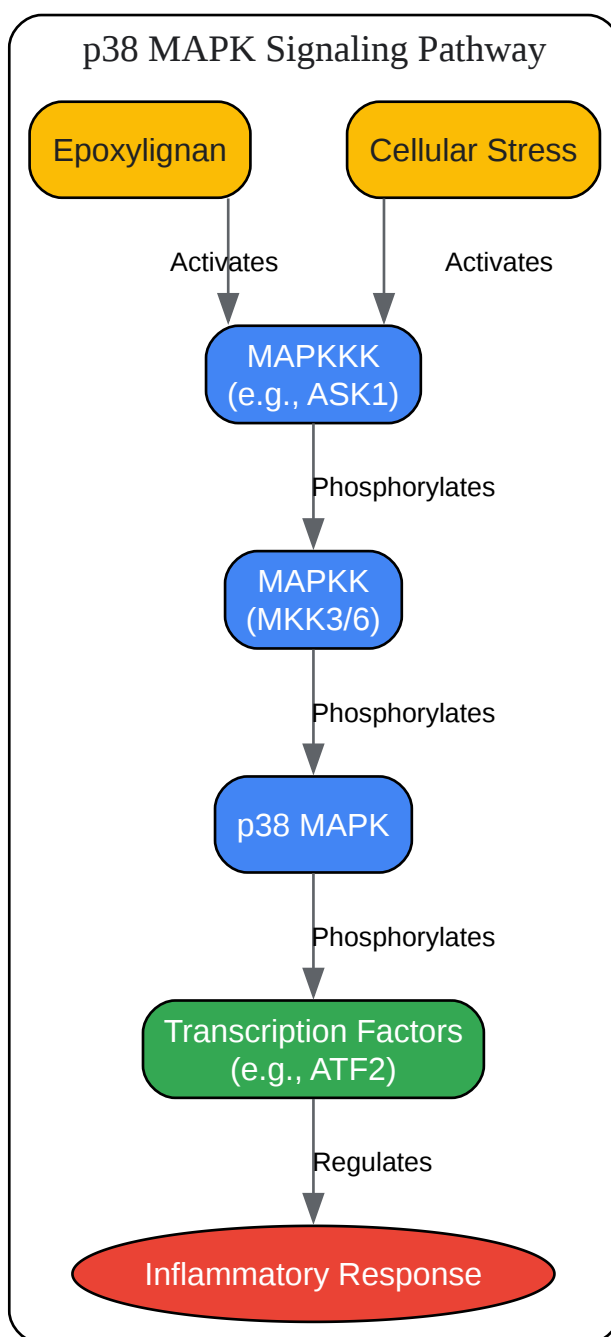 p38 MAPK Signaling Pathway
Epoxylignan
Cellular Stress
Activates
Activates
MAPKKK
(e.g., ASK1)
Phosphorylates
MAPKK
(MKK3/6)
Phosphorylates
p38 MAPK
Phosphorylates
Transcription Factors
(e.g., ATF2)
Regulates
Inflammatory Response